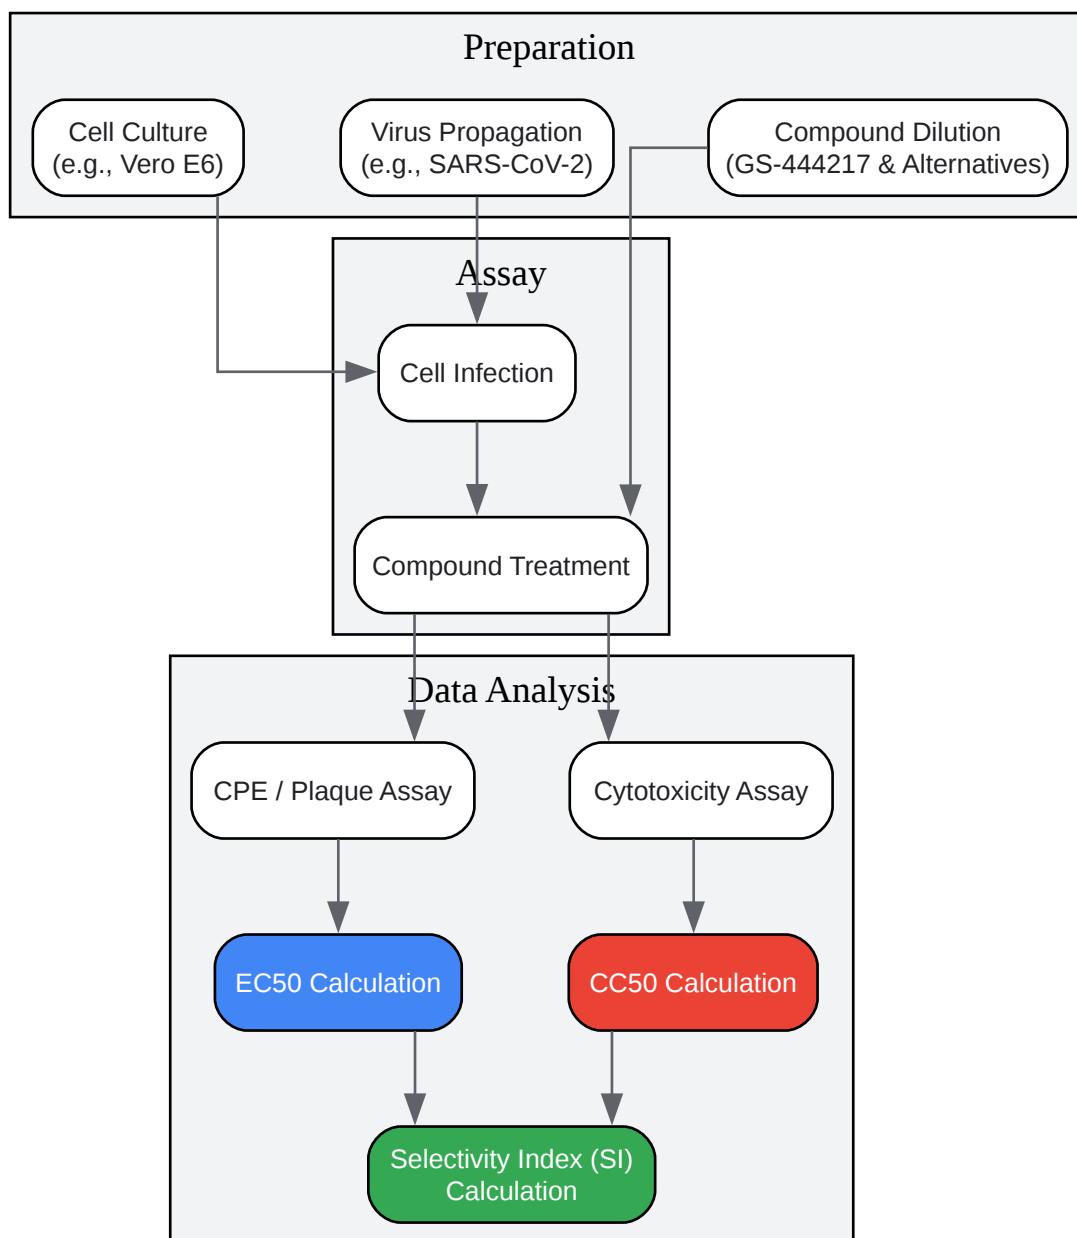 Preparation
Cell Culture
(e.g., Vero E6)
Virus Propagation
(e.g., SARS-CoV-2)
Compound Dilution
(GS-444217 & Alternatives)
Assay
Cell Infection
Compound Treatment
Data Analysis
CPE / Plaque Assay
Cytotoxicity Assay
EC50 Calculation
CC50 Calculation
Selectivity Index (SI)
Calculation